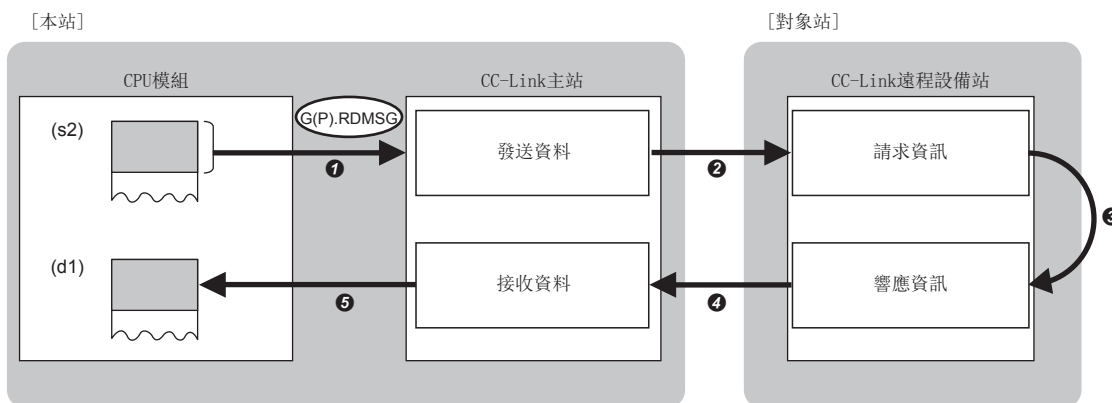 [本站]
[對象站]
CPU模組
CC-Link主站
CC-Link遠程設備站
(s2)
G(P).RDMSG
發送資料
請求資訊
❶
❷
❸
(d1)
接收資料
響應資訊
❺
❹